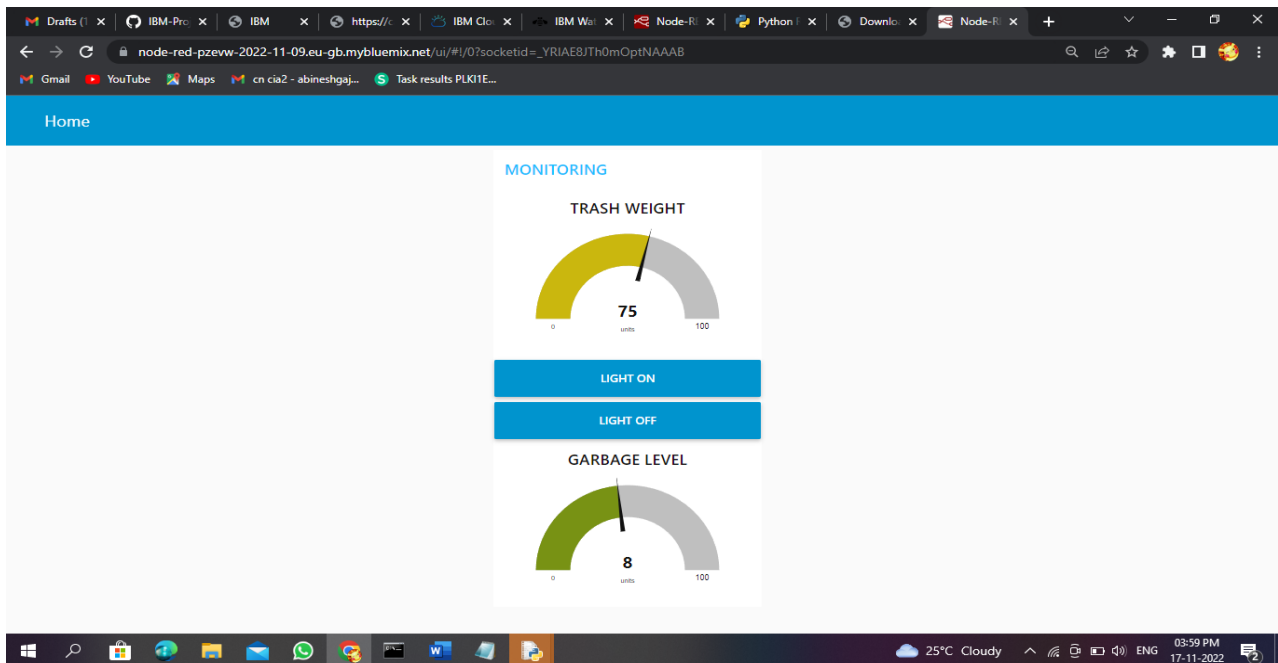 Drafts (1
IBM-Pro
IBM
https://c
IBM Clo
IBM Wat
Node-RE
Python
Downlo
Node-RE
node-red-pzevw-2022-11-09.eu-gb.mybluemix.net/ui/#!/0?socketid=_YRIAE8JTh0mOptNAAAB
Gmail
YouTube
Maps
cn cia2 - abineshgaj...
Task results PLKI1E...
Home
MONITORING
TRASH WEIGHT
75
0 units 100
LIGHT ON
LIGHT OFF
GARBAGE LEVEL
8
0 units 100
25°C Cloudy
ENG
03:59 PM
17-11-2022
2